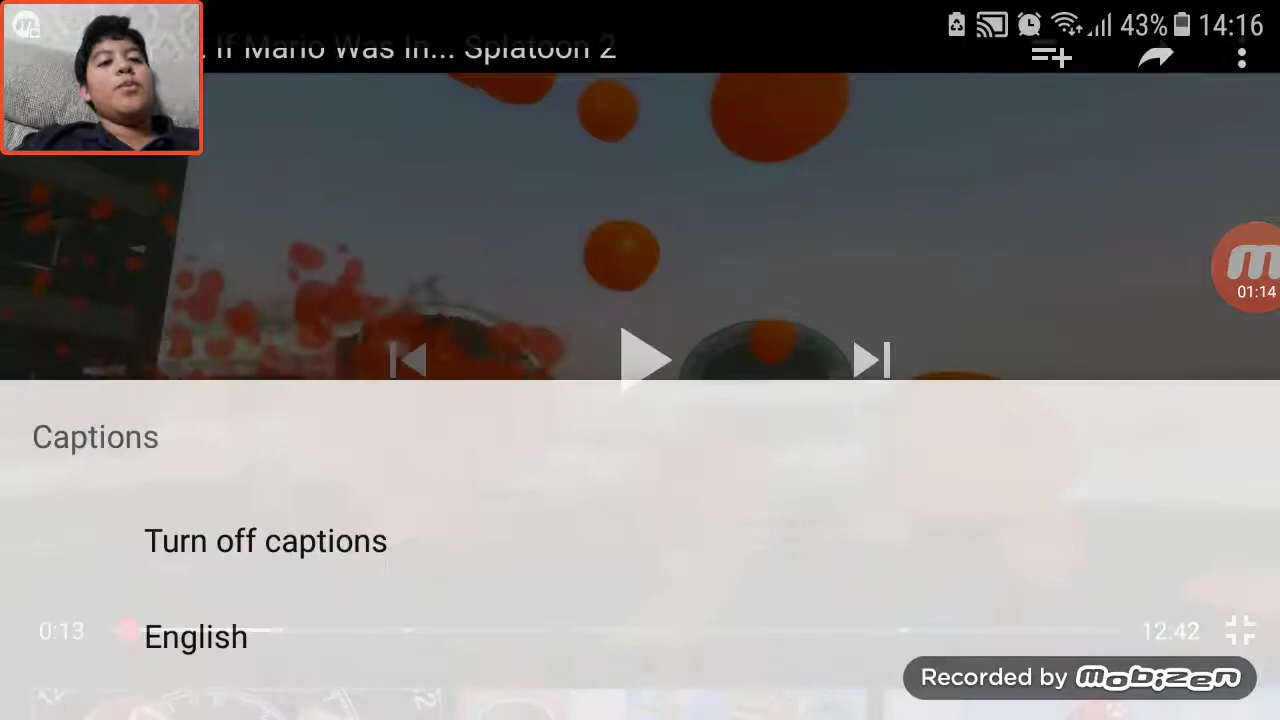 . If Mario Was In... Splatoon 2
43% 14:16
01:14
Captions
Turn off captions
0:13
English
12:42
Recorded by mobizen